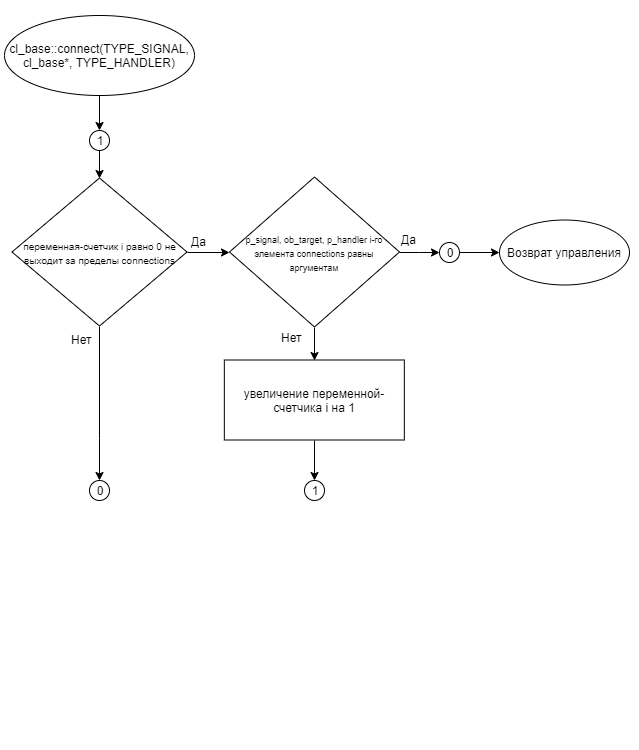 cl_base::connect(TYPE_SIGNAL,
cl_base*, TYPE_HANDLER)
1
переменная-счетчик i равно 0 не
выходит за пределы connections
Да
p_signal, ob_target, p_handler i-го
элемента connections равны
аргументам
Да
0
Возврат управления
Нет
Нет
увеличение переменной-
счетчика i на 1
0
1